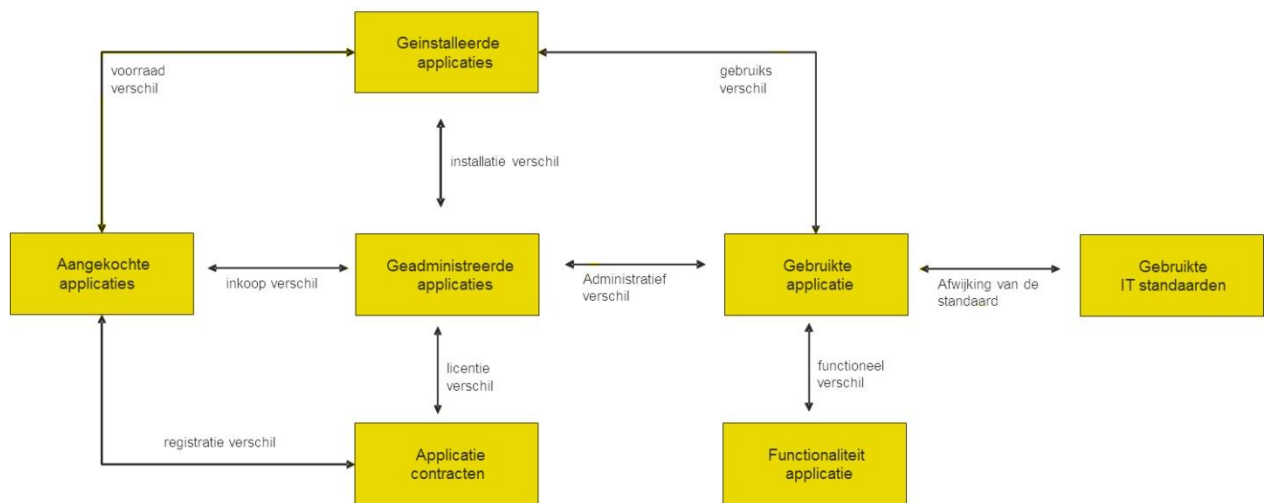 Geinstalleerde
applicaties
voorraad
verschil
gebruiks
verschil
installatie verschil
Aangekochte
applicaties
inkoop verschil
Geadministreerde
applicaties
Administratief
verschil
Gebruikte
applicatie
Afwijking van de
standaard
Gebruikte
IT standaarden
licentie
verschil
functioneel
verschil
registratie verschil
Applicatie
contracten
Functionaliteit
applicatie